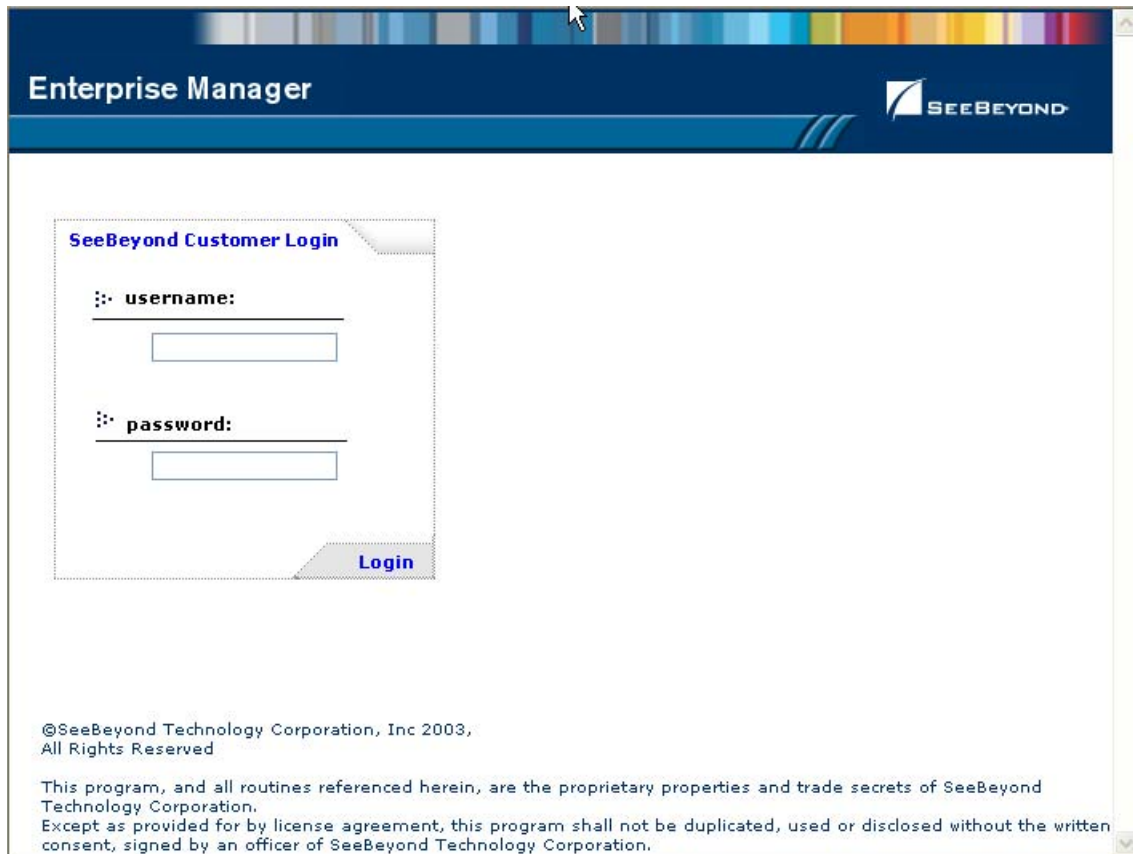 Enterprise Manager
SEEBEYOND
SeeBeyond Customer Login
username:
password:
Login
©SeeBeyond Technology Corporation, Inc 2003,
All Rights Reserved
This program, and all routines referenced herein, are the proprietary properties and trade secrets of SeeBeyond
Technology Corporation.
Except as provided for by license agreement, this program shall not be duplicated, used or disclosed without the written
consent, signed by an officer of SeeBeyond Technology Corporation.